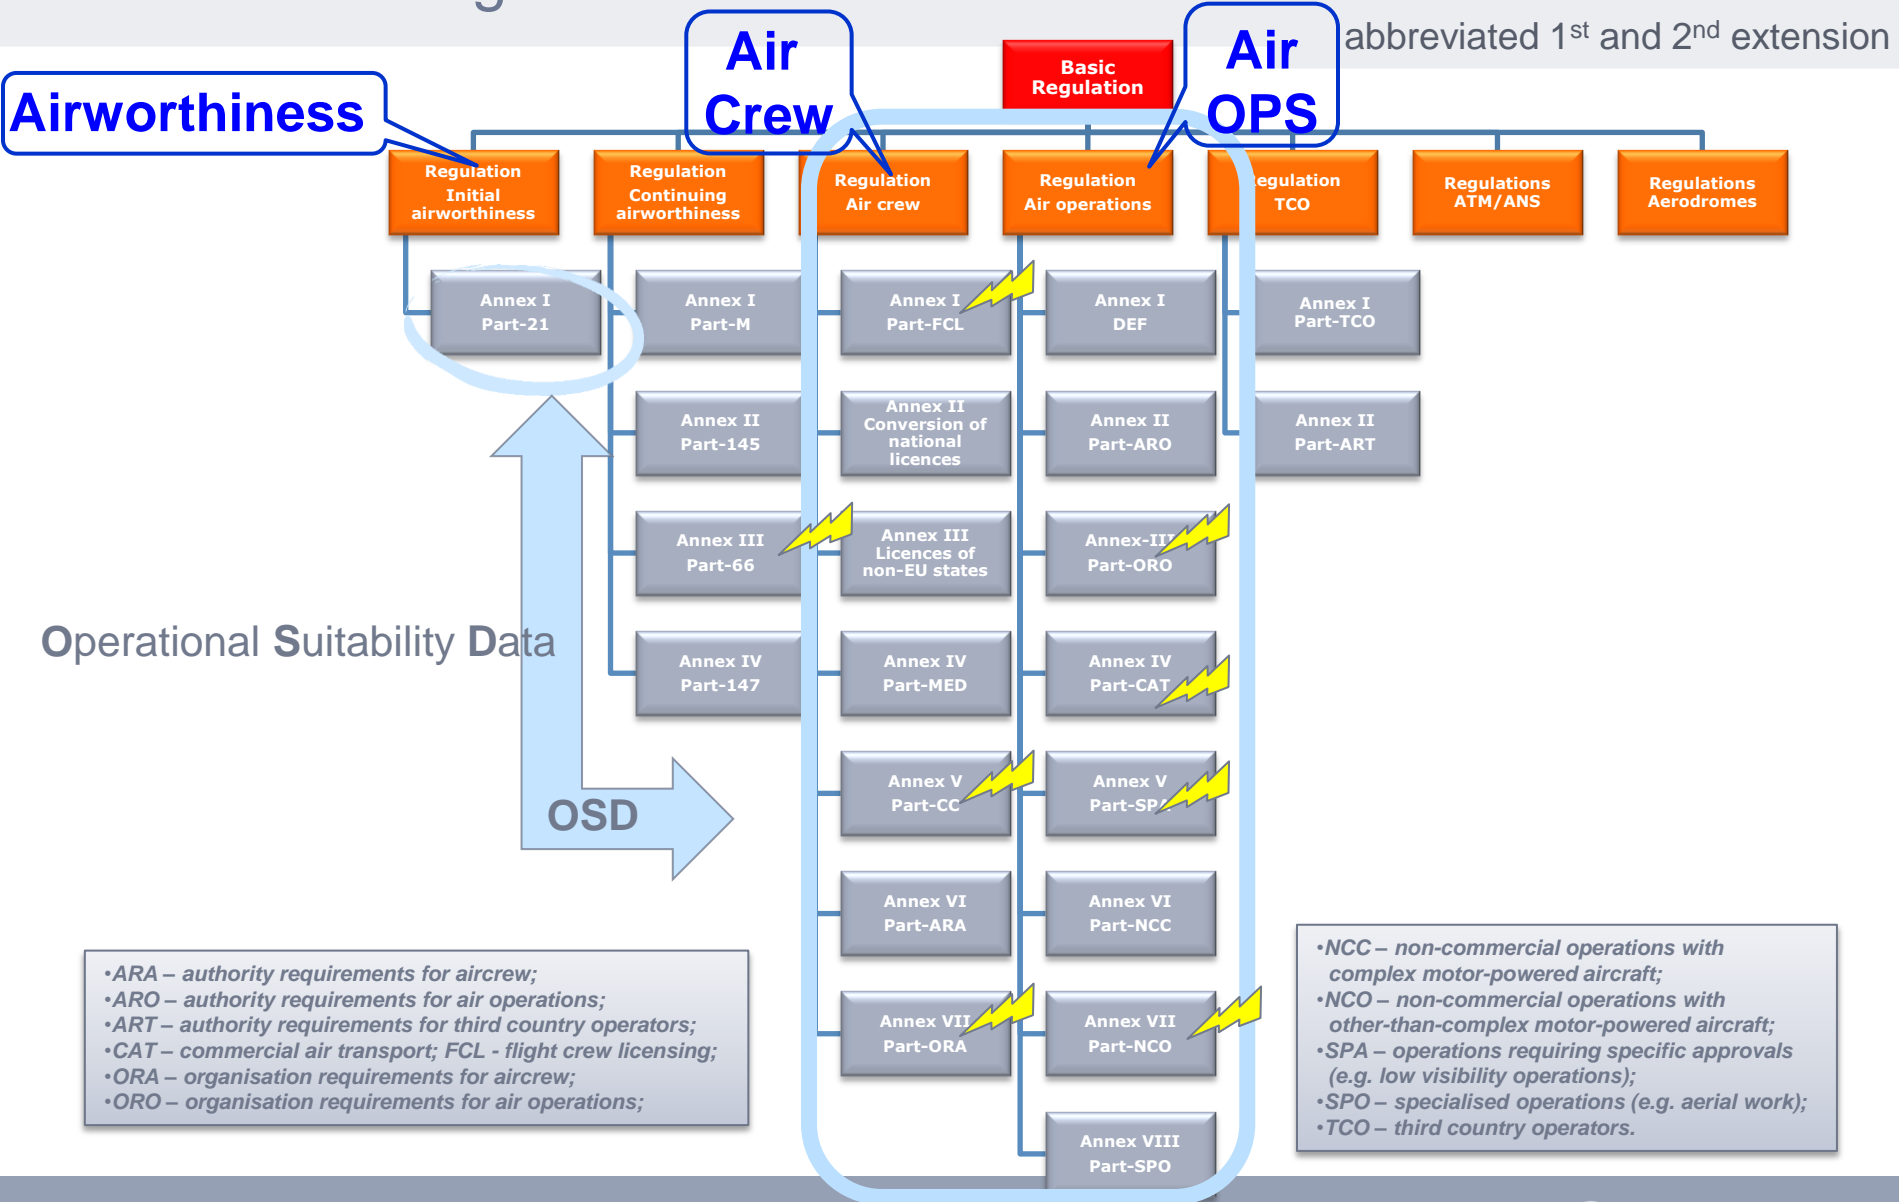 abbreviated 1st and 2nd extension
Airworthiness
Air
Crew
Air
OPS
Basic
Regulation
Regulation
Initial
airworthiness
Regulation
Continuing
airworthiness
Regulation
Air crew
Regulation
Air operations
Regulation
TCO
Regulations
ATM/ANS
Regulations
Aerodromes
Annex I
Part-21
Annex I
Part-M
Annex I
Part-FCL
Annex I
DEF
Annex I
Part-TCO
Annex II
Part-145
Annex II
Conversion of
national
licences
Annex II
Part-ARO
Annex II
Part-ART
Annex III
Part-66
Annex III
Licences of
non-EU states
Annex-III
Part-ORO
Operational Suitability Data
Annex IV
Part-147
Annex IV
Part-MED
Annex IV
Part-CAT
OSD
Annex V
Part-CC
Annex V
Part-SPA
Annex VI
Part-ARA
Annex VI
Part-NCC
Annex VII
Part-ORA
Annex VII
Part-NCO
Annex VIII
Part-SPO
•ARA – authority requirements for aircrew;
•ARO – authority requirements for air operations;
•ART – authority requirements for third country operators;
•CAT – commercial air transport; FCL - flight crew licensing;
•ORA – organisation requirements for aircrew;
•ORO – organisation requirements for air operations;
•NCC – non-commercial operations with
complex motor-powered aircraft;
•NCO – non-commercial operations with
other-than-complex motor-powered aircraft;
•SPA – operations requiring specific approvals
(e.g. low visibility operations);
•SPO – specialised operations (e.g. aerial work);
•TCO – third country operators.